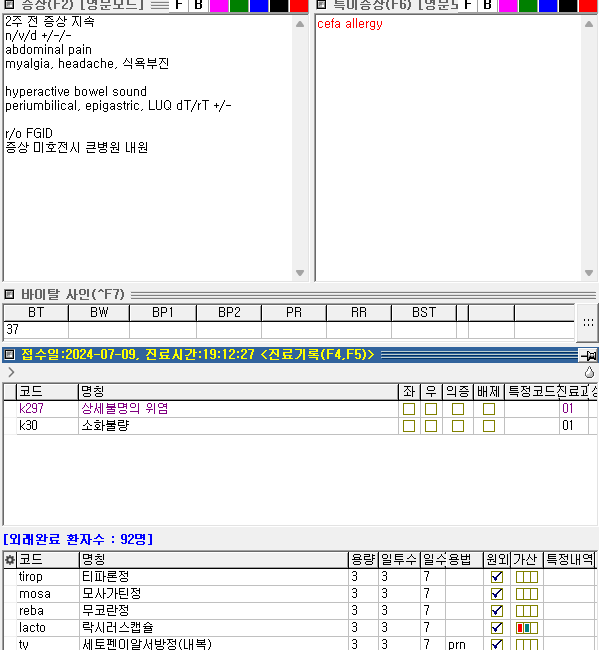 증상(F2) [영문모드] F B
2주 전 증상 지속
n/v/d +/-/-
abdominal pain
myalgia, headache, 식욕부진
hyperactive bowel sound
periumbilical, epigastric, LUQ dT/rT +/-
r/o FGID
증상 미호전시 큰병원 내원
특이증상(F6) [영문모드 F B
cefa allergy
바이탈 사인(^F7)
BT BW BP1 BP2 PR RR BST
37
접수일:2024-07-09, 진료시간:19:12:27 <진료기록(F4,F5)>
코드 명칭 좌 우 의증 배제 특정코드 진료과
k297 상세불명의 위염 01
k30 소화불량 01
[외래완료 환자수 : 92명]
코드 명칭 용량 일투수 일수 용법 원외 가산 특정내역
tirop 티파론정 3 3 7
mosa 모사가틴정 3 3 7
reba 무코란정 3 3 7
lacto 락시러스캡슐 3 3 7
ty 세토펜이알서방정(내복) 3 3 7 prn